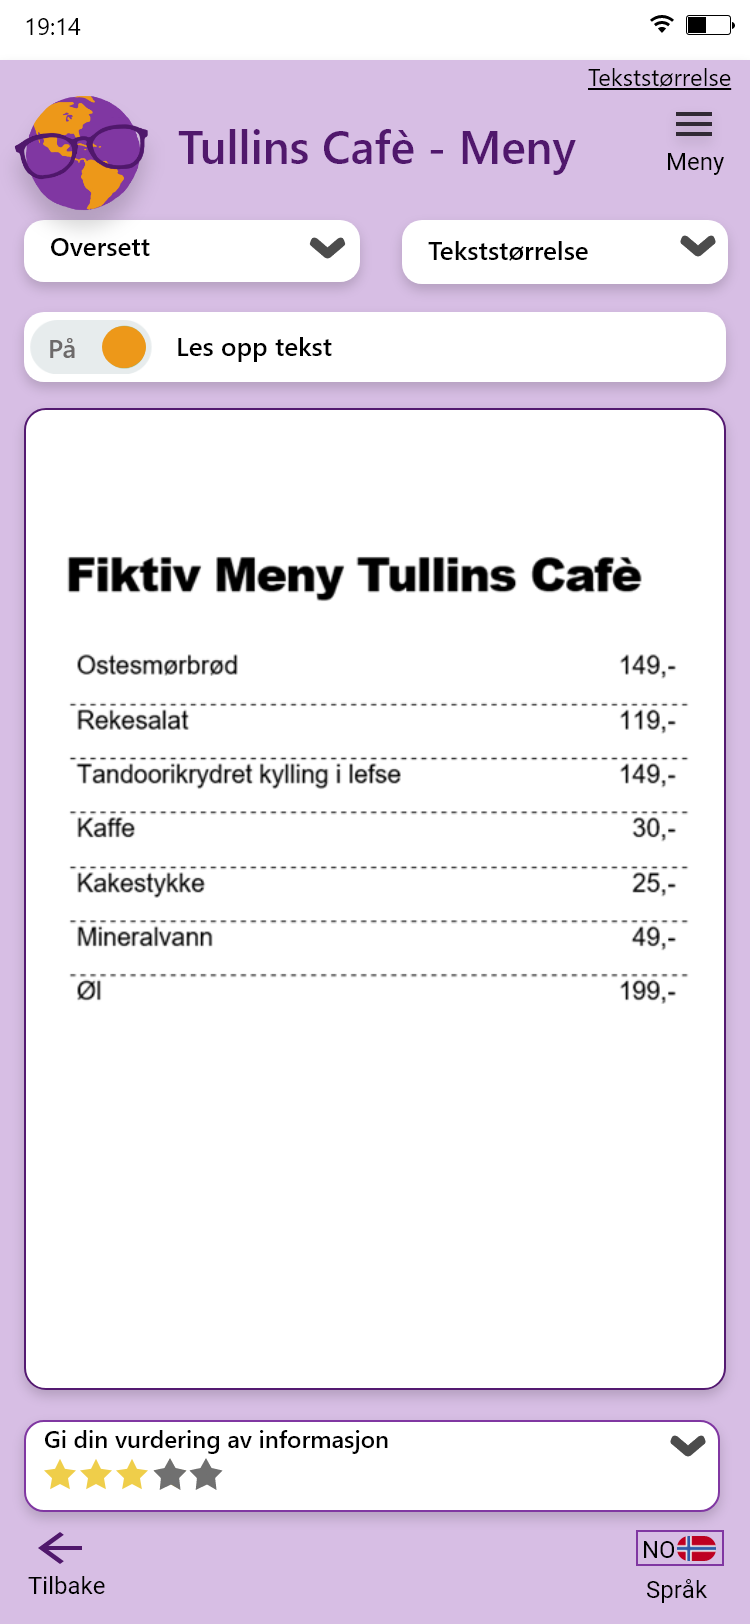 19:14
Tekststørrelse
Tullins Cafè - Meny
Meny
Oversett
Tekststørrelse
På
Les opp tekst
Fiktiv Meny Tullins Cafè
Ostesmørbrød 149,-
Rekesalat 119,-
Tandoorikrydret kylling i lefse 149,-
Kaffe 30,-
Kakestykke 25,-
Mineralvann 49,-
Øl 199,-
Gi din vurdering av informasjon
Tilbake
NO
Språk